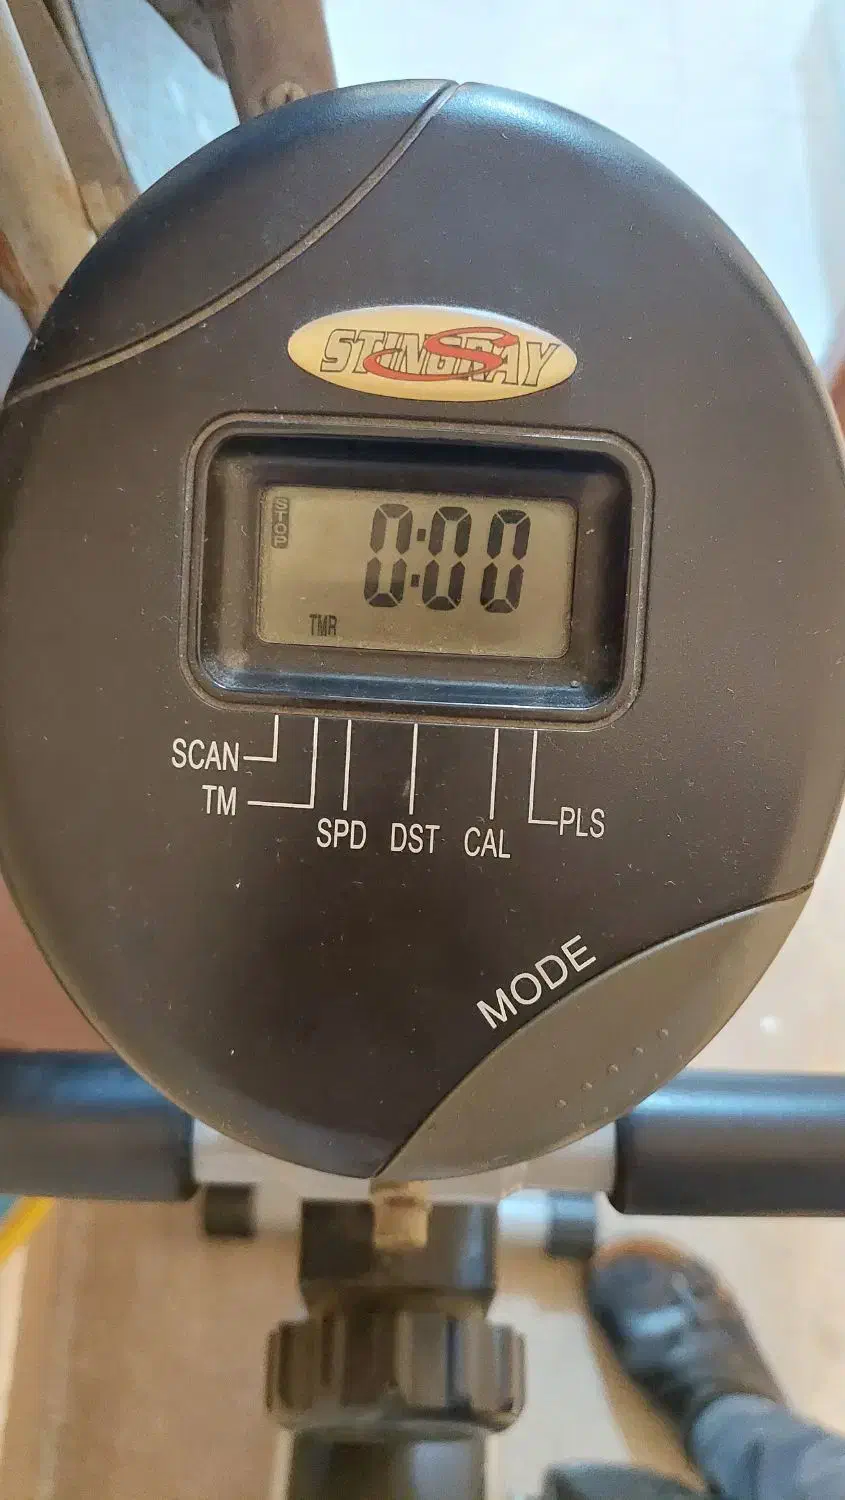 STINGRAY
STOP
0:00
TMR
SCAN
TM
SPD DST CAL PLS
MODE